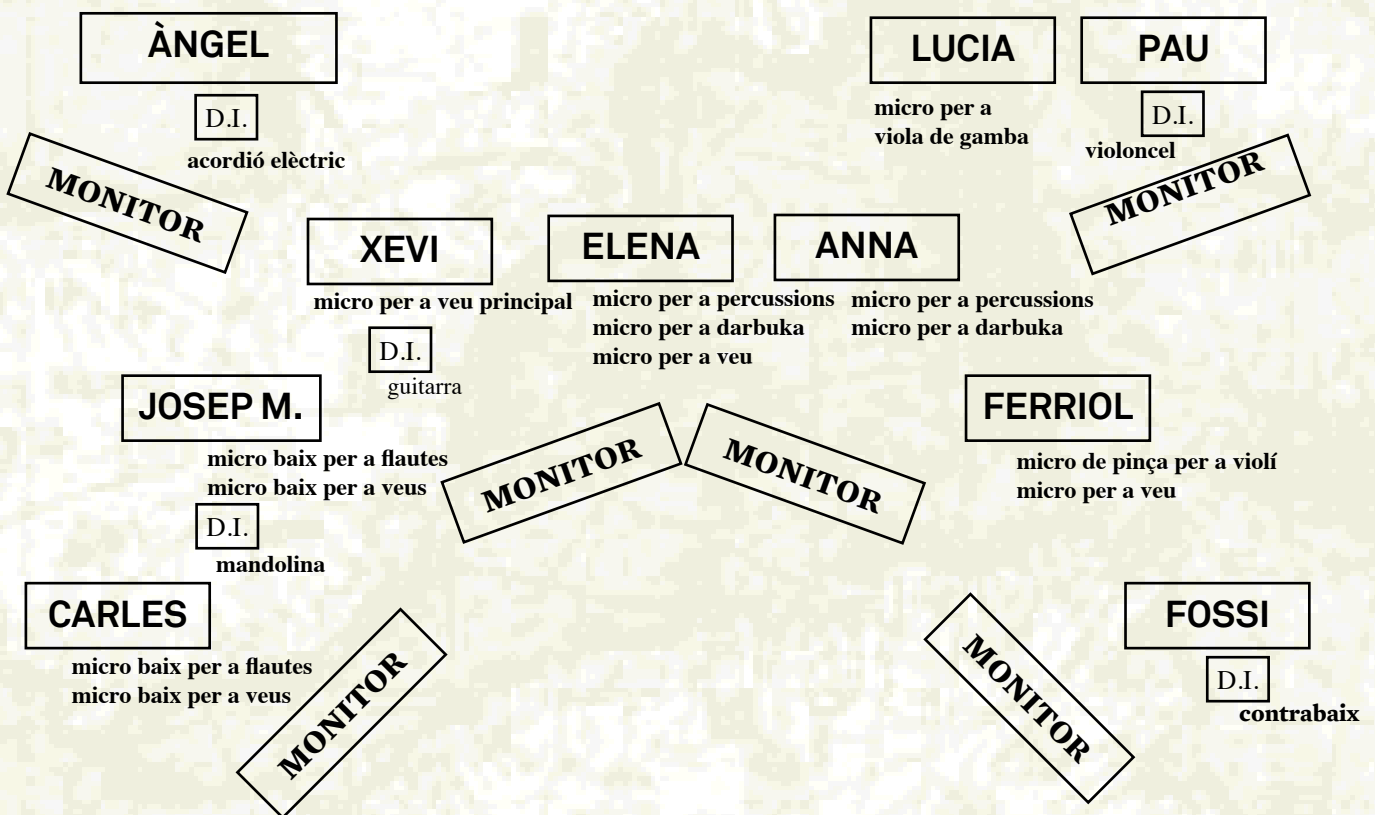 ÀNGEL
D.I.
acordió elèctric
MONITOR
LUCIA
micro per a
viola de gamba
PAU
D.I.
violoncel
MONITOR
XEVI
micro per a veu principal
D.I.
guitarra
ELENA
micro per a percussions
micro per a darbuka
micro per a veu
ANNA
micro per a percussions
micro per a darbuka
JOSEP M.
micro baix per a flautes
micro baix per a veus
D.I.
mandolina
MONITOR
MONITOR
FERRIOL
micro de pinça per a violí
micro per a veu
CARLES
micro baix per a flautes
micro baix per a veus
MONITOR
MONITOR
FOSSI
D.I.
contrabaix